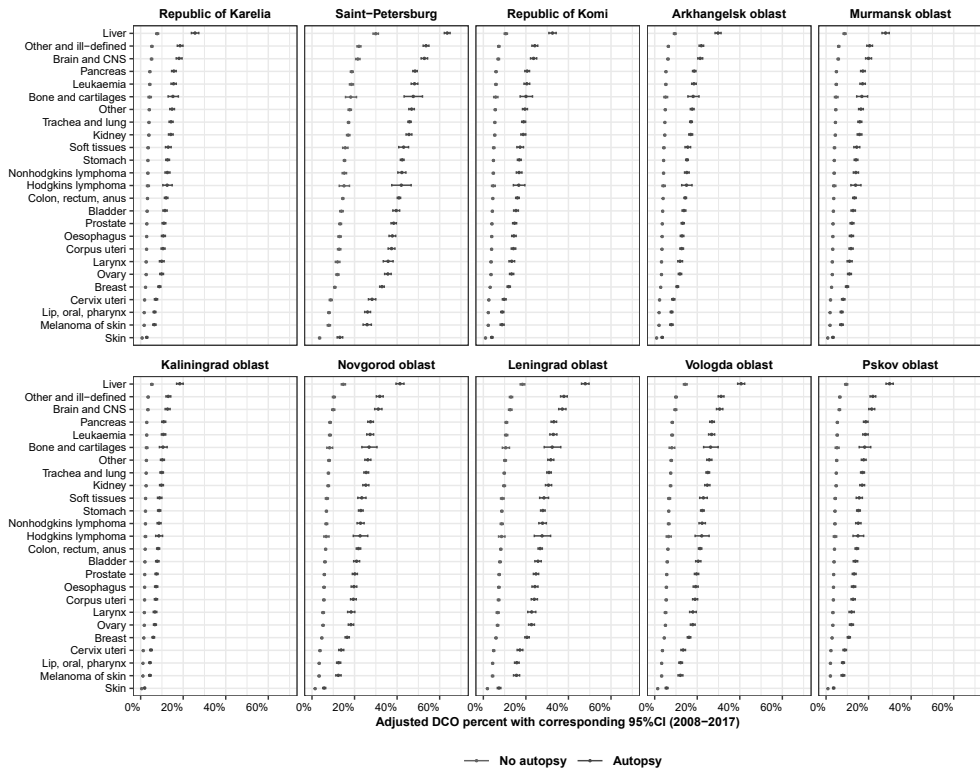 Republic of Karelia Saint−Petersburg Republic of Komi Arkhangelsk oblast Murmansk oblast
Liver
Other and ill−defined
Brain and CNS
Pancreas
Leukaemia
Bone and cartilages
Other
Trachea and lung
Kidney
Soft tissues
Stomach
Nonhodgkins lymphoma
Hodgkins lymphoma
Colon, rectum, anus
Bladder
Prostate
Oesophagus
Corpus uteri
Larynx
Ovary
Breast
Cervix uteri
Lip, oral, pharynx
Melanoma of skin
Skin
Kaliningrad oblast Novgorod oblast Leningrad oblast Vologda oblast Pskov oblast
Liver
Other and ill−defined
Brain and CNS
Pancreas
Leukaemia
Bone and cartilages
Other
Trachea and lung
Kidney
Soft tissues
Stomach
Nonhodgkins lymphoma
Hodgkins lymphoma
Colon, rectum, anus
Bladder
Prostate
Oesophagus
Corpus uteri
Larynx
Ovary
Breast
Cervix uteri
Lip, oral, pharynx
Melanoma of skin
Skin
0% 20% 40% 60% 0% 20% 40% 60% 0% 20% 40% 60% 0% 20% 40% 60% 0% 20% 40% 60%
Adjusted DCO percent with corresponding 95%CI (2008−2017)
No autopsy Autopsy